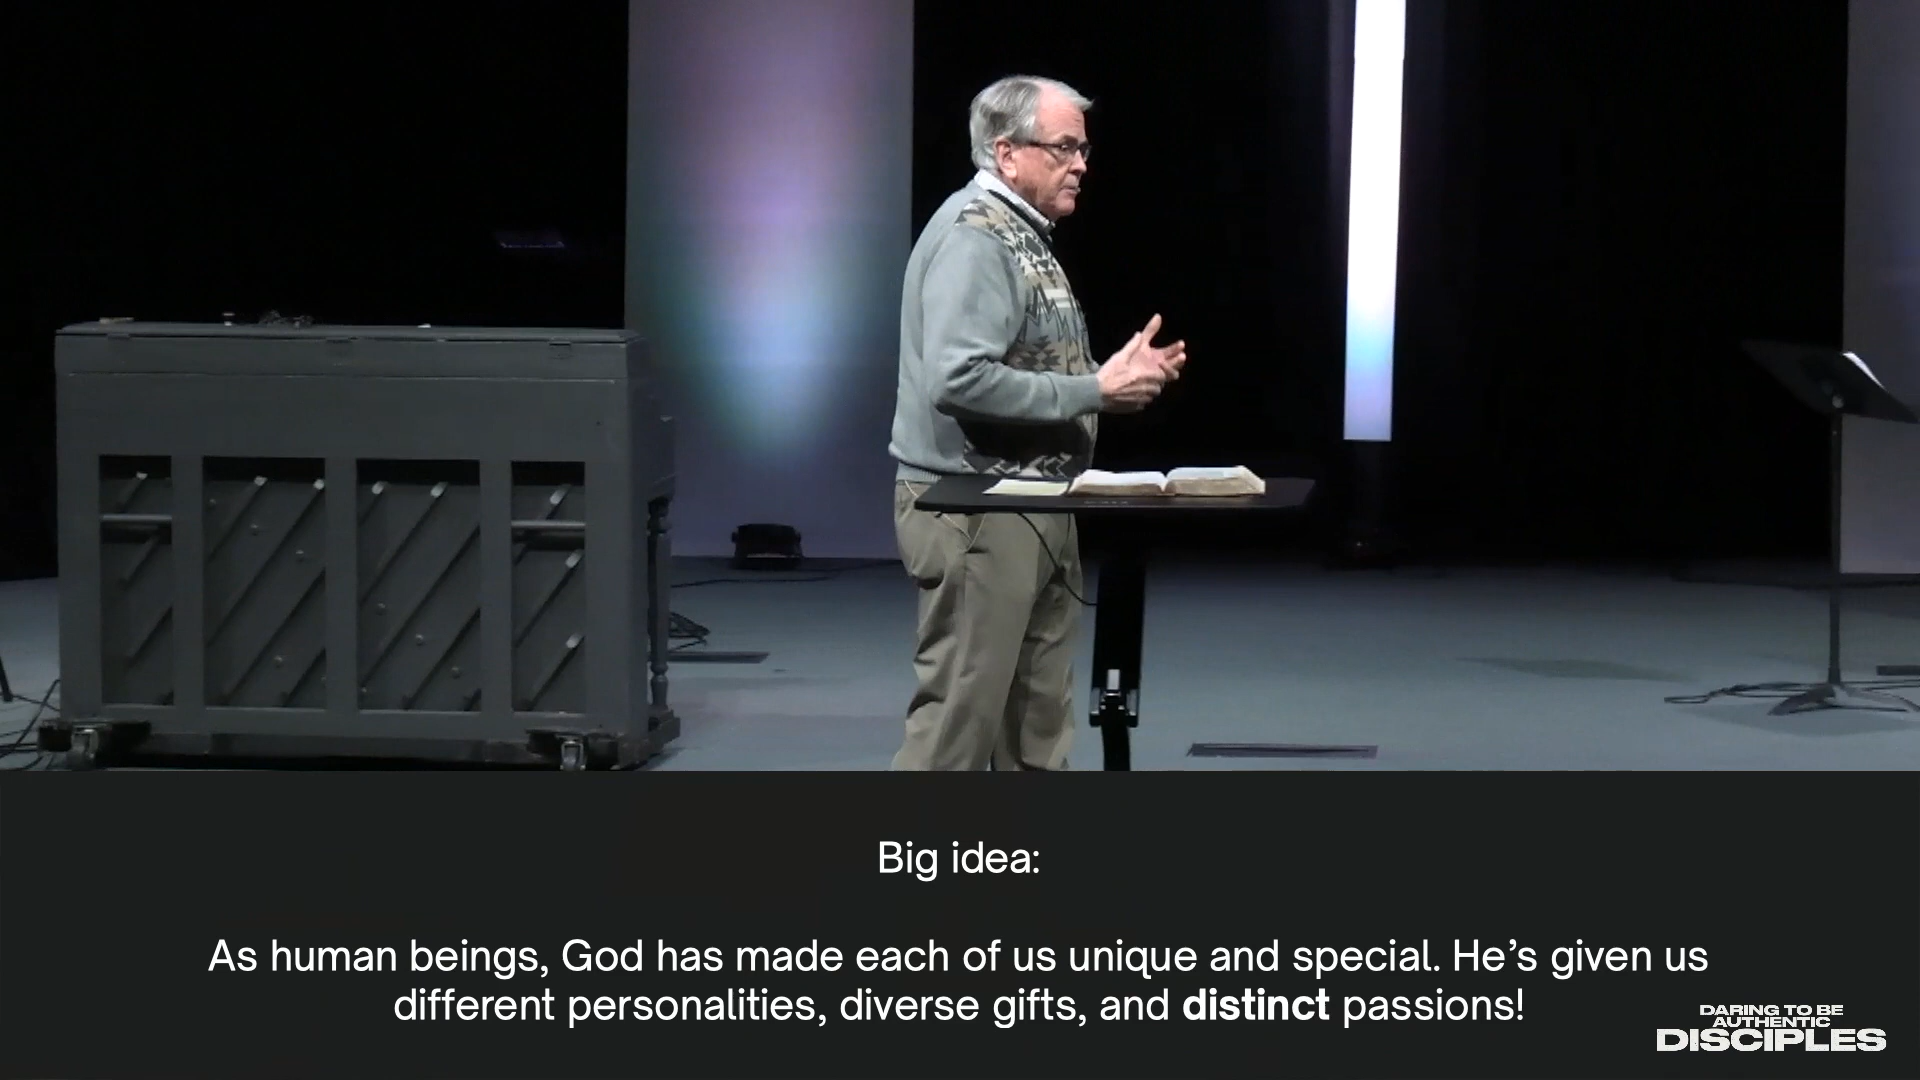 Big idea:
As human beings, God has made each of us unique and special. He’s given us
different personalities, diverse gifts, and distinct passions!
DARING TO BE
AUTHENTIC
DISCIPLES